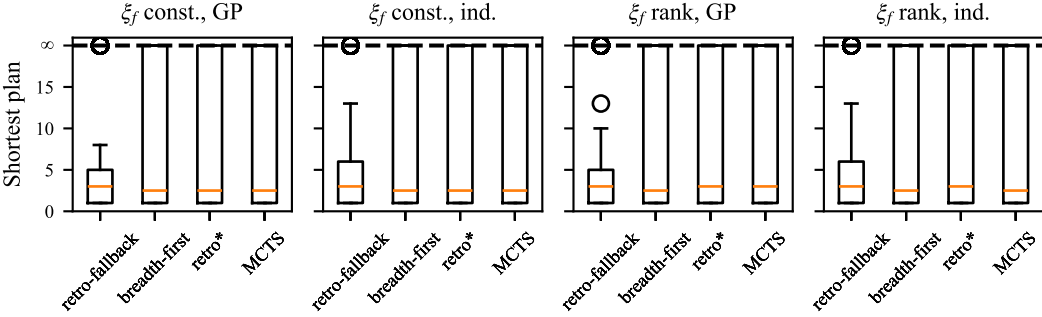 ξf const., GP
ξf const., ind.
ξf rank, GP
ξf rank, ind.
Shortest plan
∞
15
10
5
0
retro-fallback
breadth-first
retro*
MCTS
retro-fallback
breadth-first
retro*
MCTS
retro-fallback
breadth-first
retro*
MCTS
retro-fallback
breadth-first
retro*
MCTS